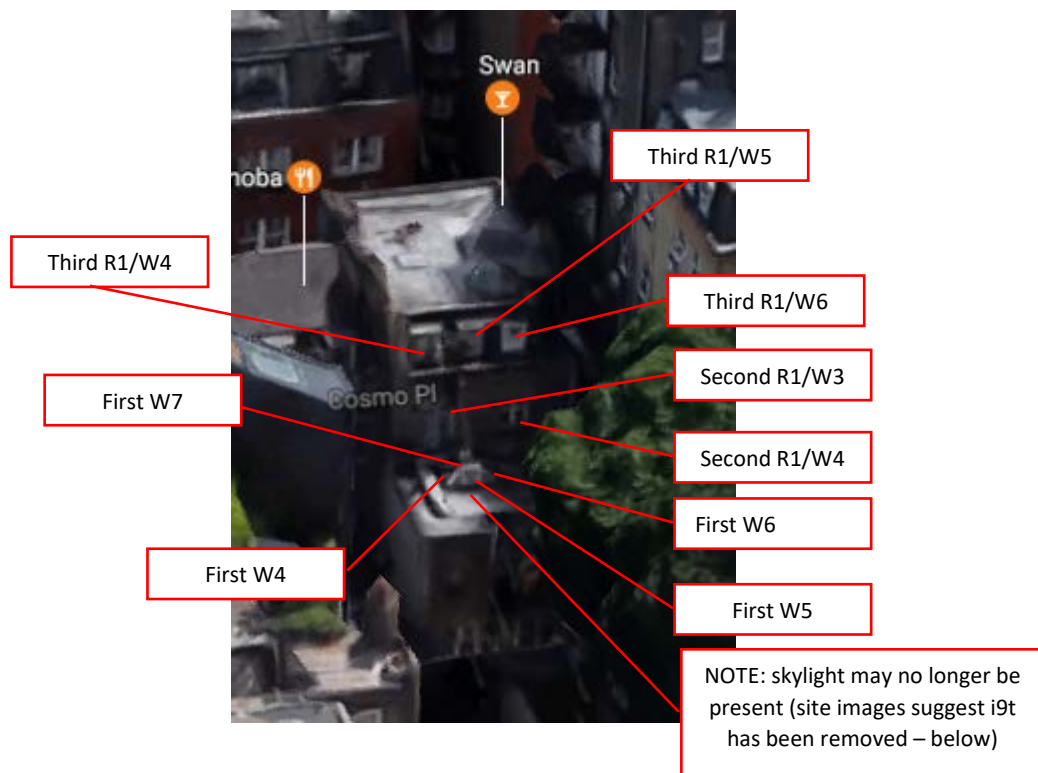 Swan
Third R1/W5
noba
Third R1/W4
Third R1/W6
Second R1/W3
Cosmo Pl
First W7
Second R1/W4
First W6
First W4
First W5
NOTE: skylight may no longer be
present (site images suggest i9t
has been removed – below)